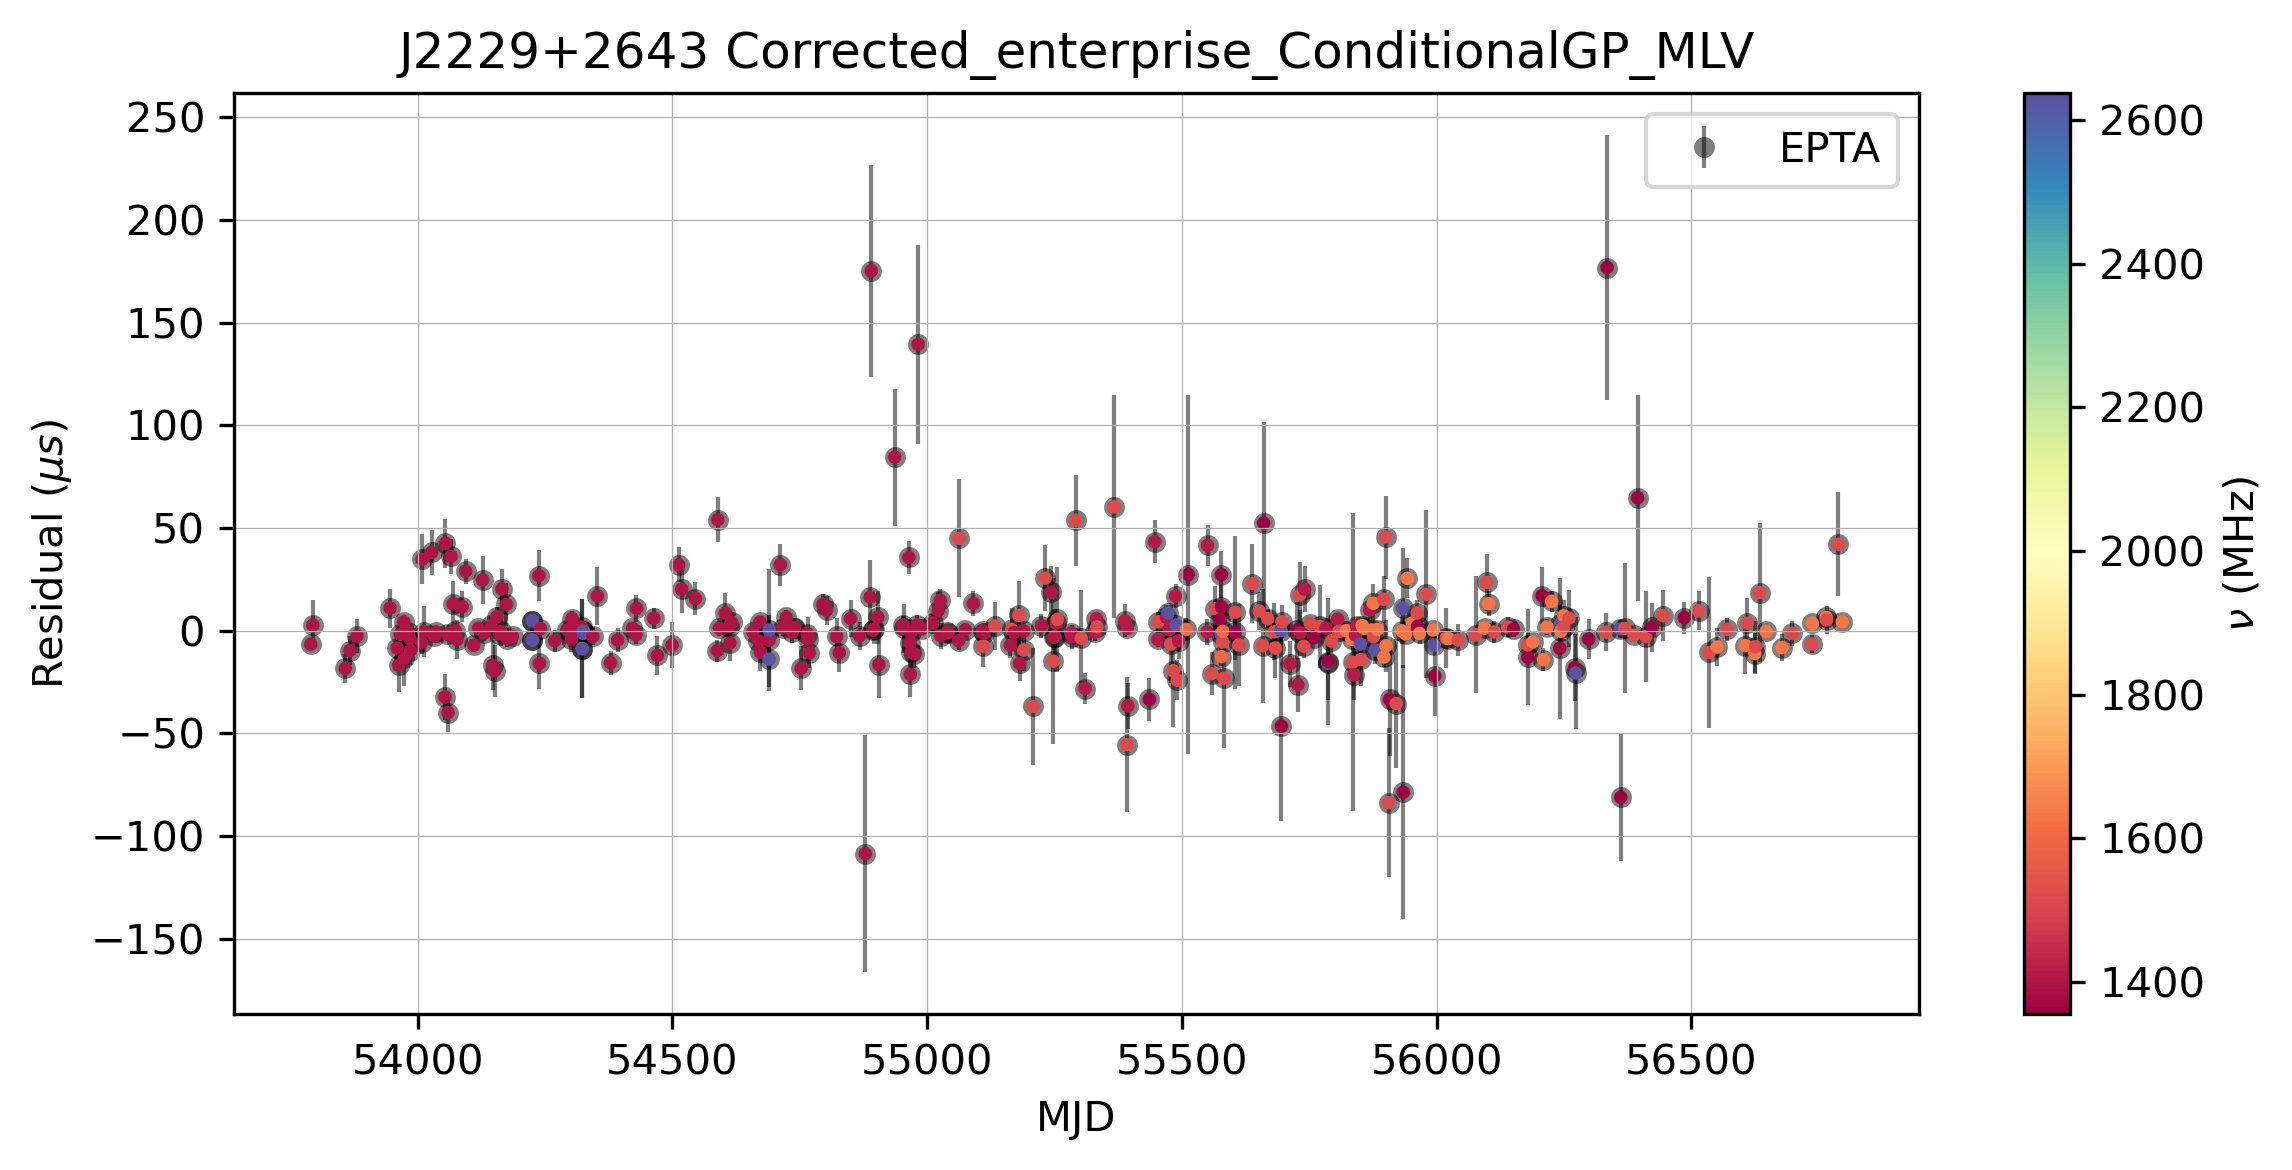 J2229+2643 Corrected_enterprise_ConditionalGP_MLV
EPTA
250
200
150
100
50
0
−50
−100
−150
Residual (μs)
54000 54500 55000 55500 56000 56500
MJD
2600
2400
2200
2000
1800
1600
1400
ν (MHz)